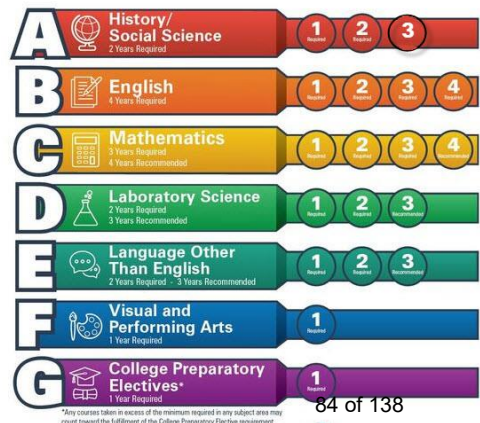 A
History/
Social Science
2 Years Required
1 Required 2 Required 3
B
English
4 Years Required
1 Required 2 Required 3 Required 4 Required
C
Mathematics
3 Years Required
4 Years Recommended
1 Required 2 Required 3 Required 4 Recommended
D
Laboratory Science
2 Years Required
3 Years Recommended
1 Required 2 Required 3 Recommended
E
Language Other
Than English
2 Years Required - 3 Years Recommended
1 Required 2 Required 3 Recommended
F
Visual and
Performing Arts
1 Year Required
1 Required
G
College Preparatory
Electives*
1 Year Required
1 Required
84 of 138
*Any courses taken in excess of the minimum required in any subject area may
count toward the fulfillment of the College Preparatory Elective requirement